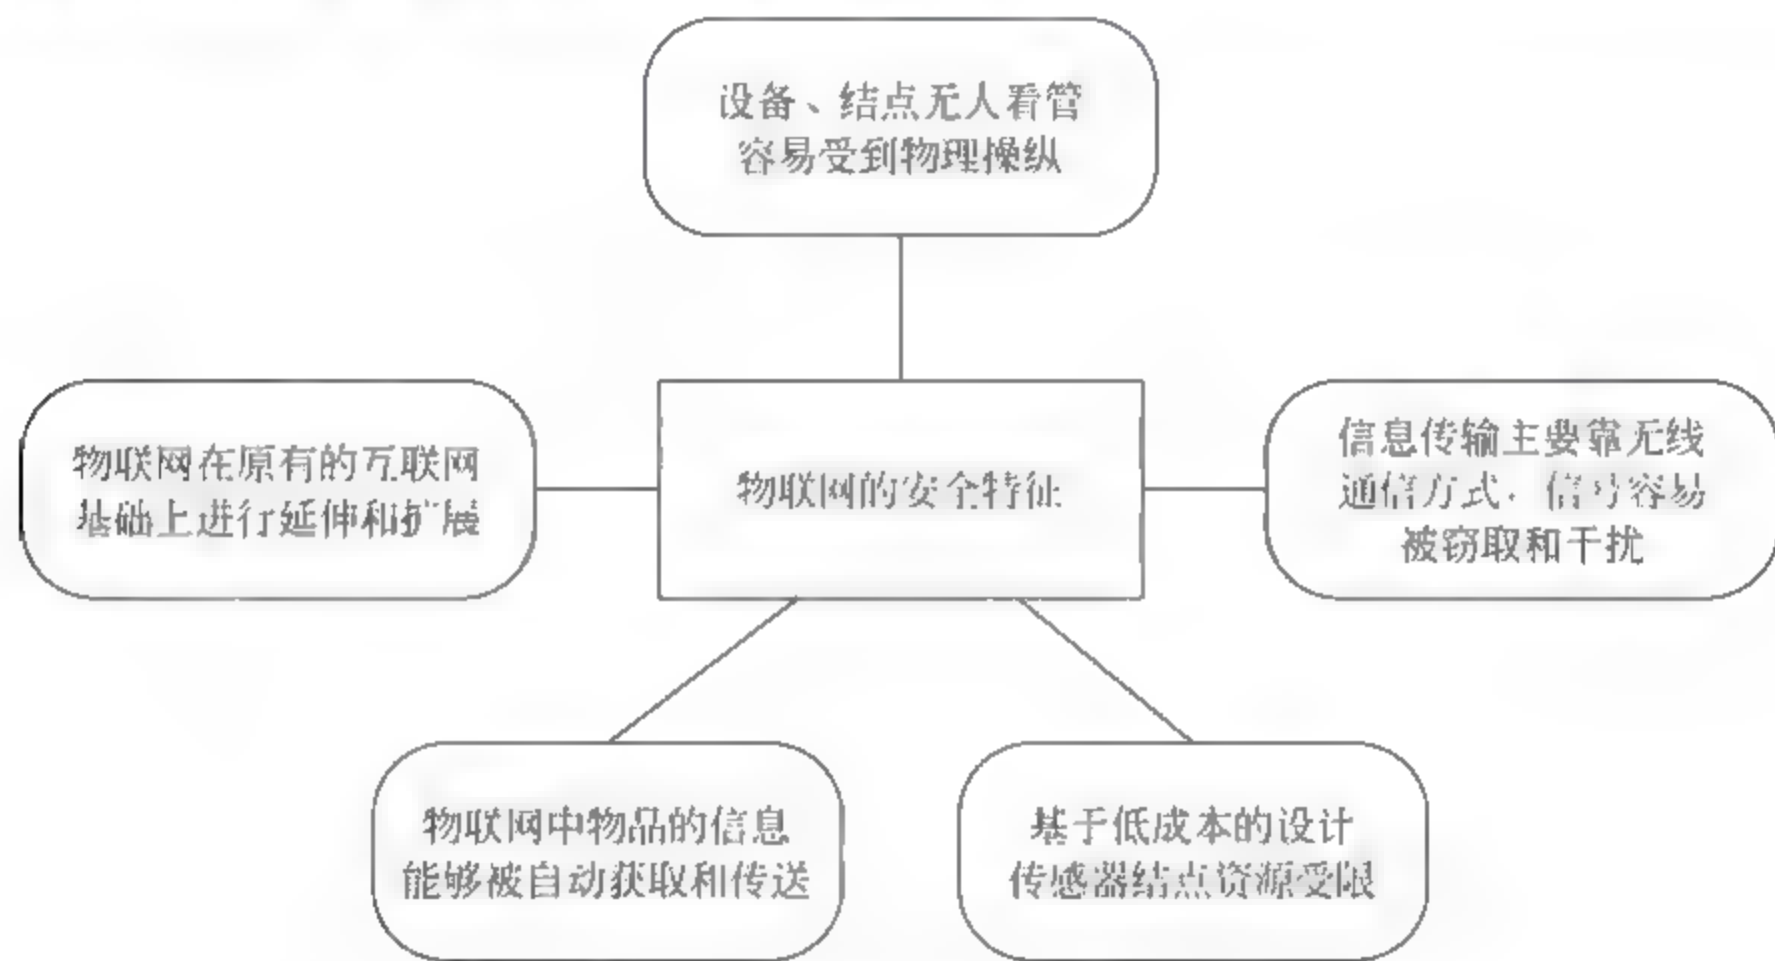 设备、结点无人看管
容易受到物理操纵
物联网在原有的互联网
基础上进行延伸和扩展
物联网的安全特征
信息传输主要靠无线
通信方式，信号容易
被窃取和干扰
物联网中物品的信息
能够被自动获取和传送
基于低成本的设计
传感器结点资源受限